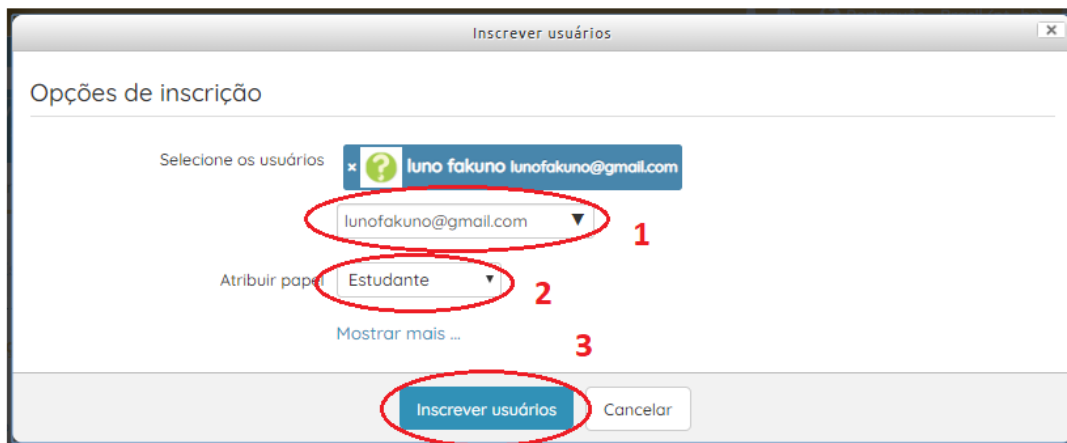 Inscrever usuários
Opções de inscrição
Selecione os usuários × luno fakuno lunofakuno@gmail.com
lunofakuno@gmail.com ▼ 1
Atribuir papel Estudante ▼ 2
Mostrar mais ...
3
Inscrever usuários Cancelar